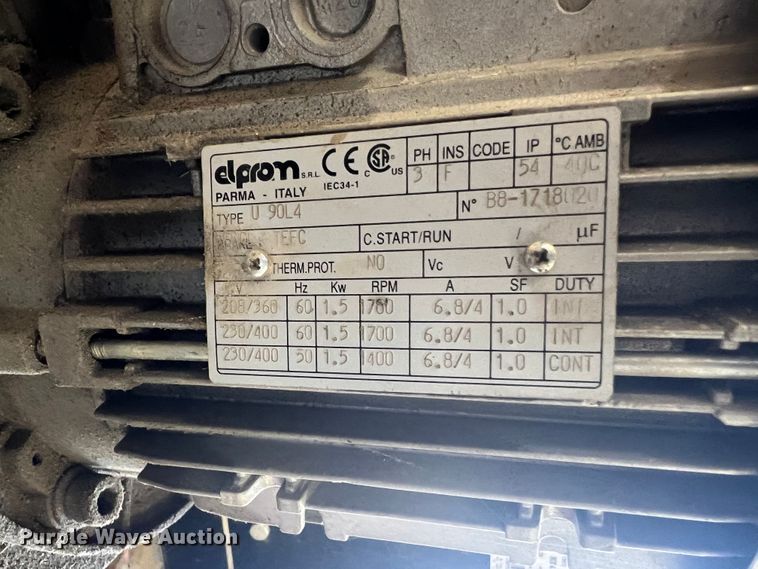 elprom S.R.L. CE CSA C US
PARMA - ITALY IEC34-1
PH INS CODE IP °C AMB
3 F 54 40C
TYPE U 90L4 N° B8-1718020
TEFC C.START/RUN / µF
THERM.PROT. NO Vc V
V Hz Kw RPM A SF DUTY
208/360 60 1.5 1700 6.8/4 1.0 INT
230/400 60 1.5 1700 6.8/4 1.0 INT
230/400 50 1.5 1400 6.8/4 1.0 CONT
Purple Wave Auction